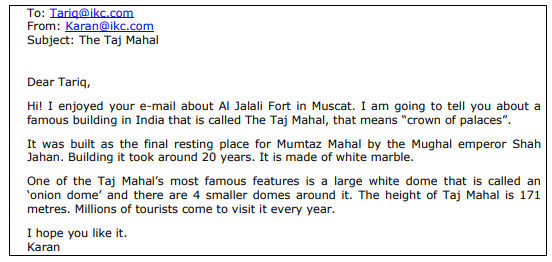 To: Tariq@ikc.com
From: Karan@ikc.com
Subject: The Taj Mahal
Dear Tariq,
Hi! I enjoyed your e-mail about Al Jalali Fort in Muscat. I am going to tell you about a
famous building in India that is called The Taj Mahal, that means “crown of palaces”.
It was built as the final resting place for Mumtaz Mahal by the Mughal emperor Shah
Jahan. Building it took around 20 years. It is made of white marble.
One of the Taj Mahal’s most famous features is a large white dome that is called an
‘onion dome’ and there are 4 smaller domes around it. The height of Taj Mahal is 171
metres. Millions of tourists come to visit it every year.
I hope you like it.
Karan